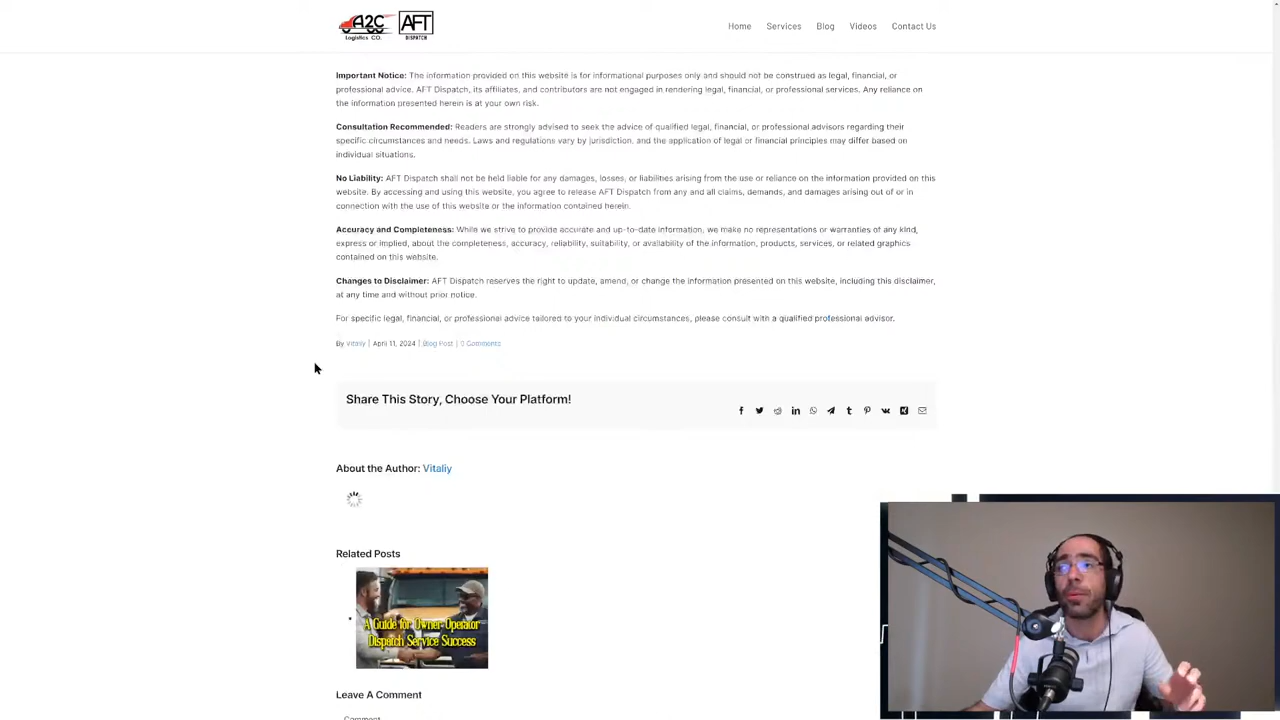 A2C
Logistics CO.
AFT
DISPATCH
Home Services Blog Videos Contact Us
Important Notice: The information provided on this website is for informational purposes only and should not be construed as legal, financial, or
professional advice. AFT Dispatch, its affiliates, and contributors are not engaged in rendering legal, financial, or professional services. Any reliance on
the information presented herein is at your own risk.
Consultation Recommended: Readers are strongly advised to seek the advice of qualified legal, financial, or professional advisors regarding their
specific circumstances and needs. Laws and regulations vary by jurisdiction, and the application of legal or financial principles may differ based on
individual situations.
No Liability: AFT Dispatch shall not be held liable for any damages, losses, or liabilities arising from the use or reliance on the information provided on this
website. By accessing and using this website, you agree to release AFT Dispatch from any and all claims, demands, and damages arising out of or in
connection with the use of this website or the information contained herein.
Accuracy and Completeness: While we strive to provide accurate and up-to-date information, we make no representations or warranties of any kind,
express or implied, about the completeness, accuracy, reliability, suitability, or availability of the information, products, services, or related graphics
contained on this website.
Changes to Disclaimer: AFT Dispatch reserves the right to update, amend, or change the information presented on this website, including this disclaimer,
at any time and without prior notice.
For specific legal, financial, or professional advice tailored to your individual circumstances, please consult with a qualified professional advisor.
By Vitaliy | April 11, 2024 | Blog Post | 0 Comments
Share This Story, Choose Your Platform!
About the Author: Vitaliy
Related Posts
A Guide for Owner-Operator
Dispatch Service Success
Leave A Comment
Comment